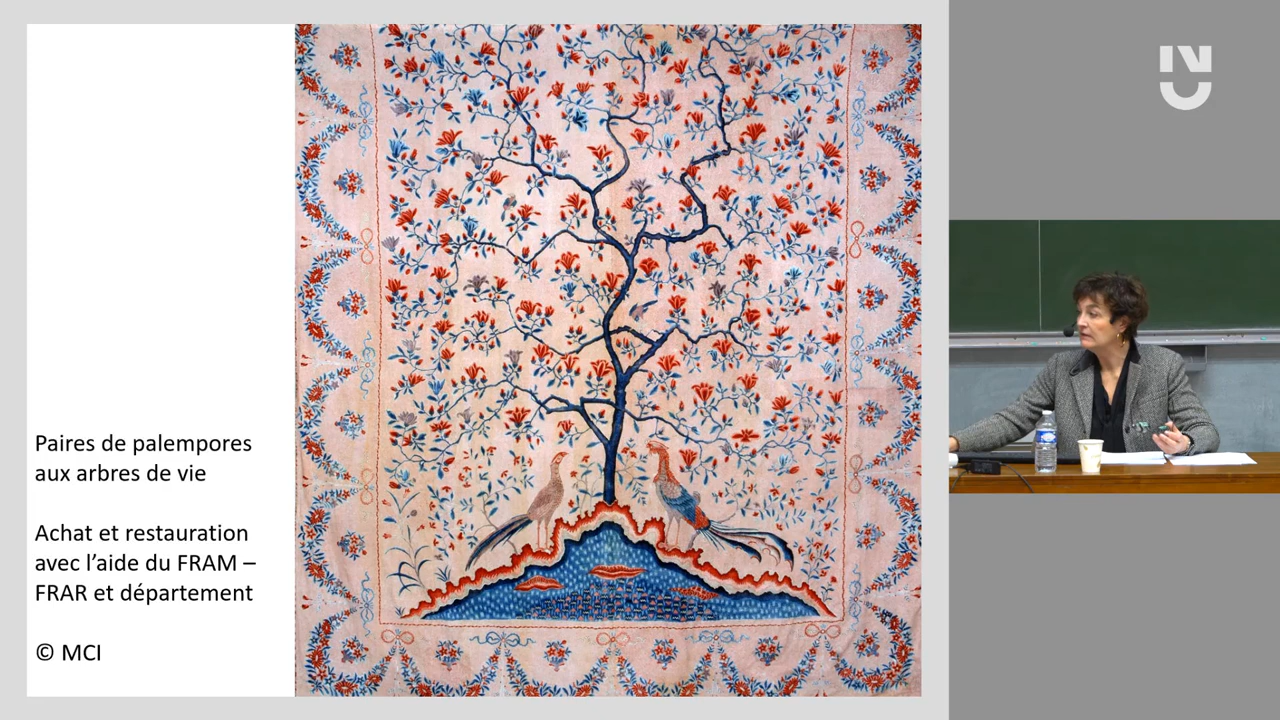 Paires de palempores
aux arbres de vie
Achat et restauration
avec l’aide du FRAM –
FRAR et département
© MCI